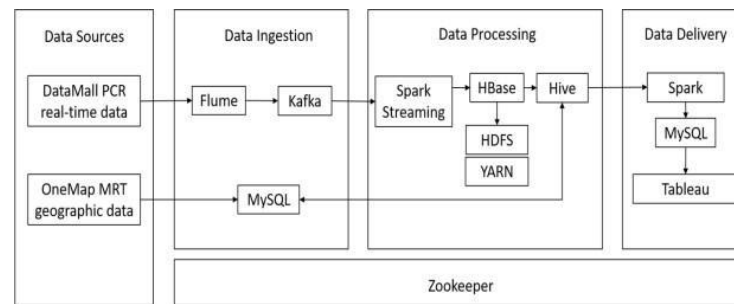 Data Sources
DataMall PCR
real-time data
OneMap MRT
geographic data
Data Ingestion
Flume
Kafka
MySQL
Data Processing
Spark
Streaming
HBase
Hive
HDFS
YARN
Data Delivery
Spark
MySQL
Tableau
Zookeeper